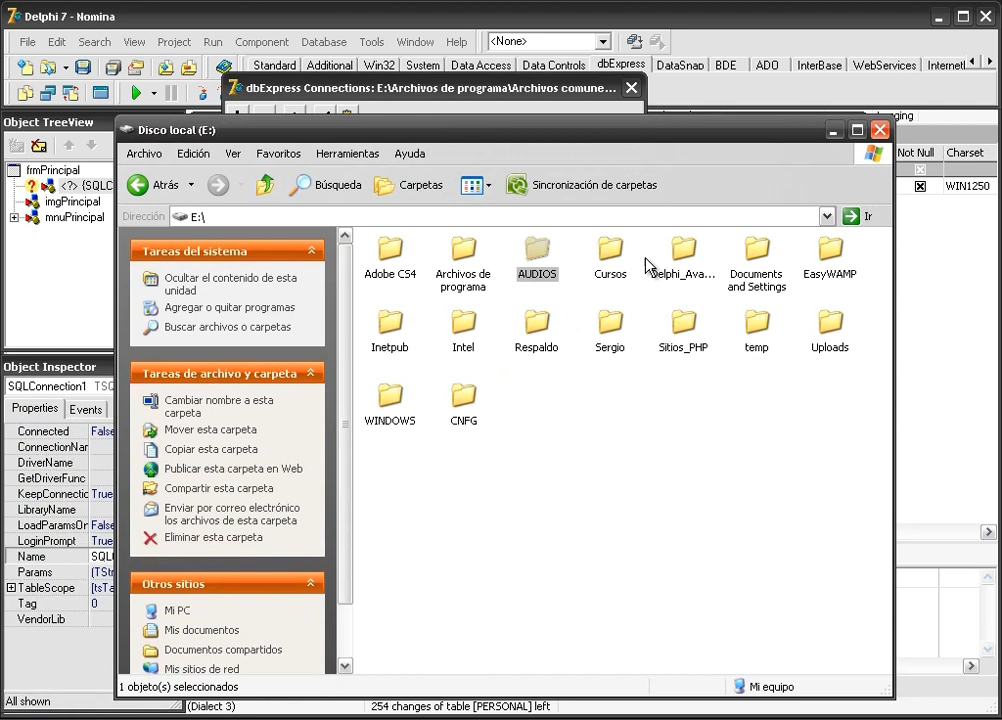 Delphi 7 - Nomina
File Edit Search View Project Run Component Database Tools Window Help <None>
Standard Additional Win32 System Data Access Data Controls dbExpress DataSnap BDE ADO InterBase WebServices InternetE
dbExpress Connections: E:\Archivos de programa\Archivos comune...
Object TreeView
frmPrincipal
<?> {SQLC
imgPrincipal
mnuPrincipal
Disco local (E:)
Archivo Edición Ver Favoritos Herramientas Ayuda
Atrás Búsqueda Carpetas Sincronización de carpetas
Dirección E:\ Ir
Not Null Charset
WIN1250
Tareas del sistema
Ocultar el contenido de esta
unidad
Agregar o quitar programas
Buscar archivos o carpetas
Tareas de archivo y carpeta
Cambiar nombre a esta
carpeta
Mover esta carpeta
Copiar esta carpeta
Publicar esta carpeta en Web
Compartir esta carpeta
Enviar por correo electrónico
los archivos de esta carpeta
Eliminar esta carpeta
Otros sitios
Mi PC
Mis documentos
Documentos compartidos
Mis sitios de red
Adobe CS4
Archivos de
programa
AUDIOS
Cursos
Delphi_Ava...
Documents
and Settings
EasyWAMP
Inetpub
Intel
Respaldo
Sergio
Sitios_PHP
temp
Uploads
WINDOWS
CNFG
1 objeto(s) seleccionados Mi equipo
Object Inspector
SQLConnection1 TSQ
Properties Events
Connected False
ConnectionNar
DriverName
GetDriverFunc
KeepConnectic True
LibraryName
LoadParamsOr False
LoginPrompt True
Name SQL
Params (TStr
TableScope [tsTa
Tag 0
VendorLib
All shown
(Dialect 3) 254 changes of table [PERSONAL] left